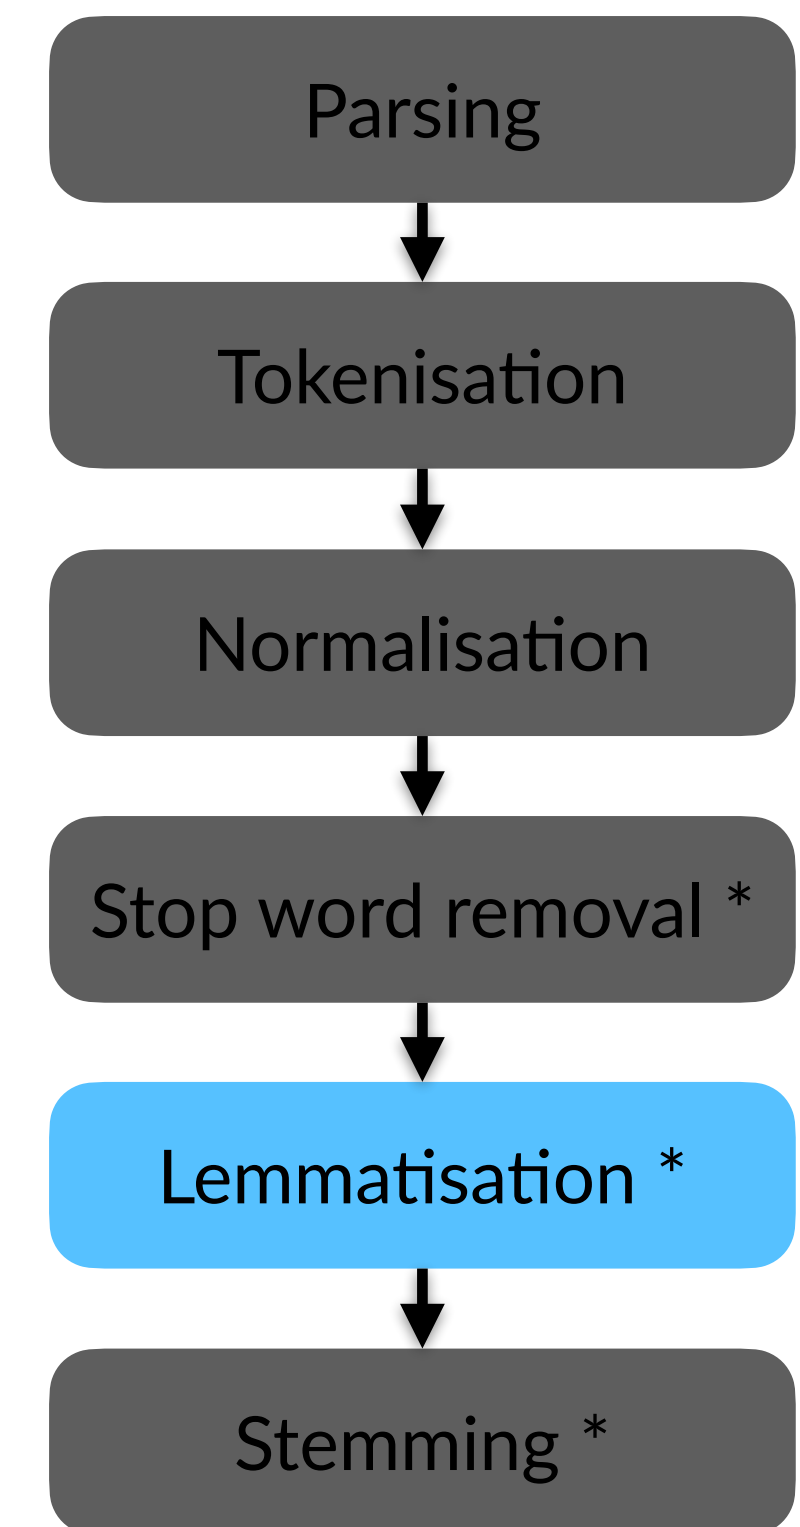 Parsing
Tokenisation
Normalisation
Stop word removal *
Lemmatisation *
Stemming *